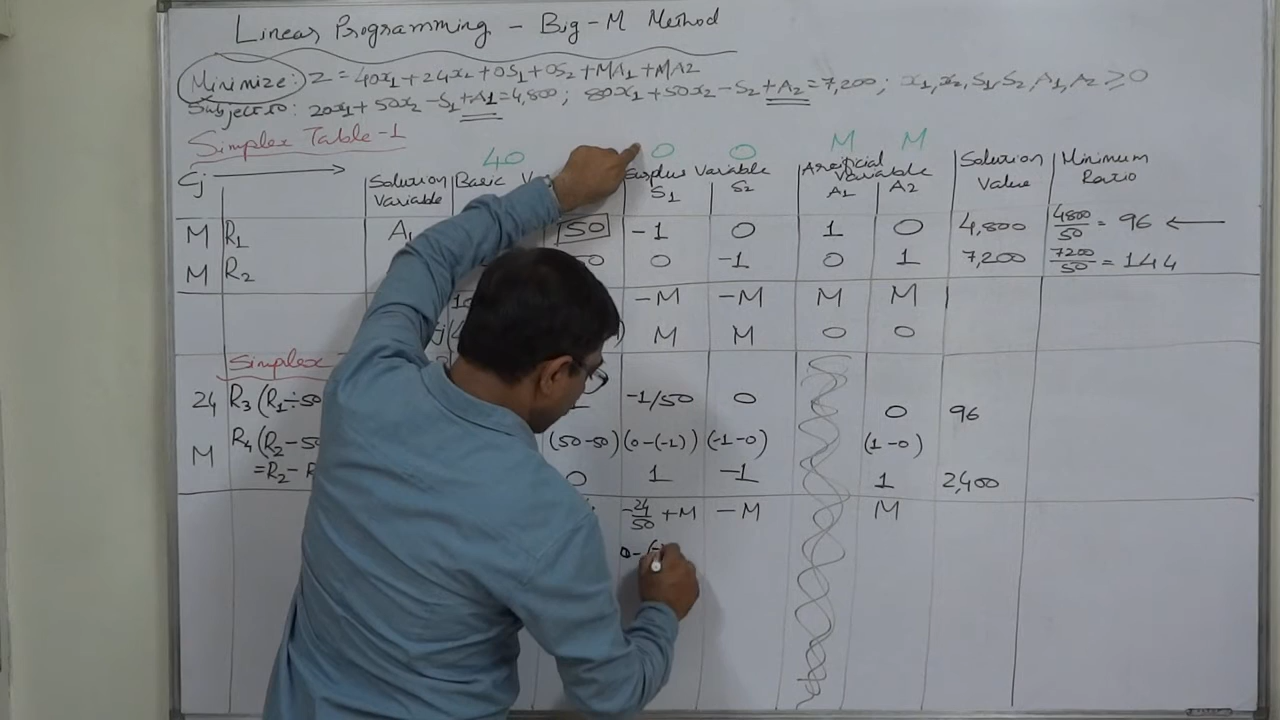 Linear Programming - Big-M Method
Minimize: Z = 40x₁ + 24x₂ + 0S₁ + 0S₂ + MA₁ + MA2
Subject to: 20x₁ + 50x₂ - S₁ + A₁ = 4,800; 80x₁ + 50x₂ - S₂ + A₂ = 7,200; x₁, x₂, S₁, S₂, A₁, A₂ ≥ 0
Simplex Table-1
40 0 0 M M
Cj Solution Variable Basic V Surplus Variable Artificial Variable Solution Value Minimum Ratio
S₁ S₂ A₁ A₂
M R₁ A₁ 50 -1 0 1 0 4,800 4800/50 = 96 ←
M R₂ 0 0 -1 0 1 7,200 7200/50 = 144
-M -M M M
M M 0 0
Simplex
24 R₃ (R₁÷50 1 -1/50 0 0 96
M R₄ (R₂-50 (50-50) (0-(-1)) (-1-0) (1-0)
=R₂- 0 1 -1 1 2,400
-24/50 + M -M M
0-(-